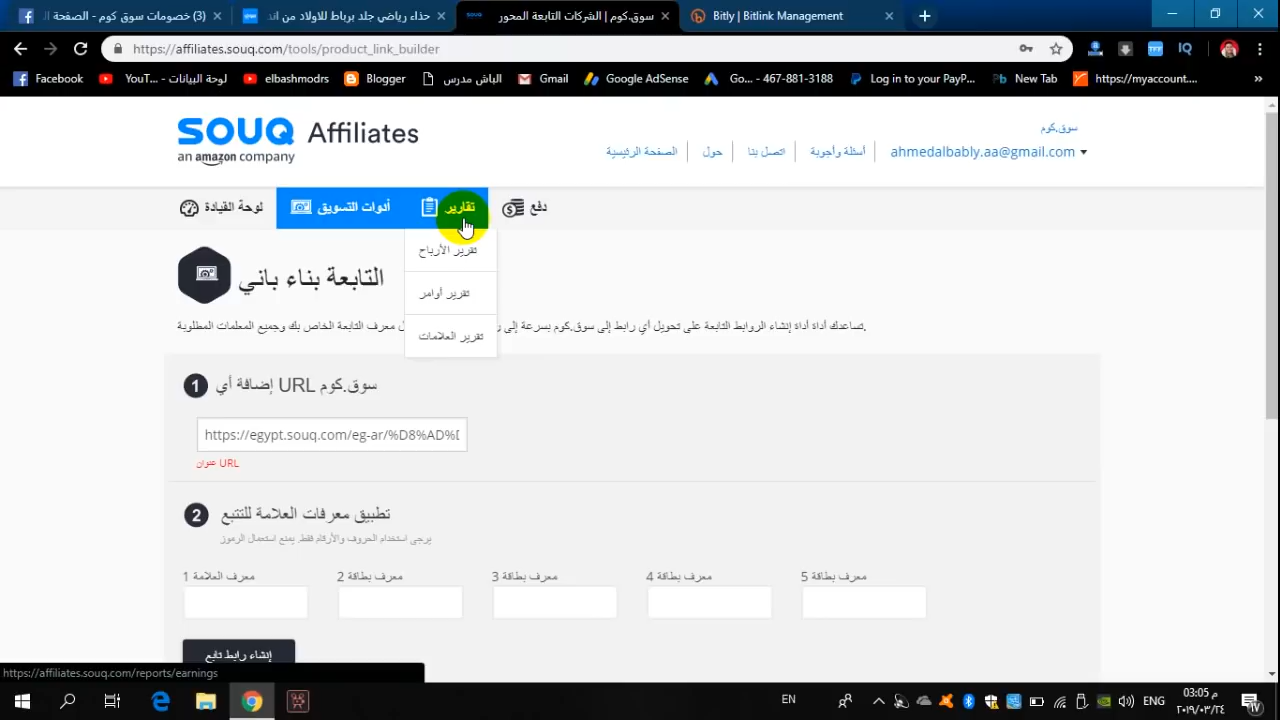 (3) خصومات سوق كوم - الصفحة ال
حذاء رياضي جلد برباط للاولاد من اند
سوق.كوم | الشركات التابعة المحور
Bitly | Bitlink Management
https://affiliates.souq.com/tools/product_link_builder
Facebook
YouT... - لوحة البيانات
elbashmodrs
Blogger
الباش مدرس
Gmail
Google AdSense
Go... - 467-881-3188
Log in to your PayP...
New Tab
https://myaccount....
SOUQ Affiliates
an amazon company
سوق.كوم
الصفحة الرئيسية
حول
اتصل بنا
أسئلة وأجوبة
ahmedalbably.aa@gmail.com
لوحة القيادة
أدوات التسويق
تقارير
دفع
تقرير الأرباح
تقرير أوامر
تقرير العلامات
التابعة بناء باني
تساعدك أداة أداة إنشاء الروابط التابعة على تحويل أي رابط إلى سوق.كوم بسرعة إلى ل معرف التابعة الخاص بك وجميع المعلمات المطلوبة.
1 سوق.كوم URL إضافة أي
https://egypt.souq.com/eg-ar/%D8%AD%D
عنوان URL
2 تطبيق معرفات العلامة للتتبع
يرجى استخدام الحروف والأرقام فقط. يمنع استعمال الرموز
معرف العلامة 1
معرف بطاقة 2
معرف بطاقة 3
معرف بطاقة 4
معرف بطاقة 5
إنشاء رابط تابع
https://affiliates.souq.com/reports/earnings
EN
ENG
03:05 م
٢٠١٩/٠٣/٢٤